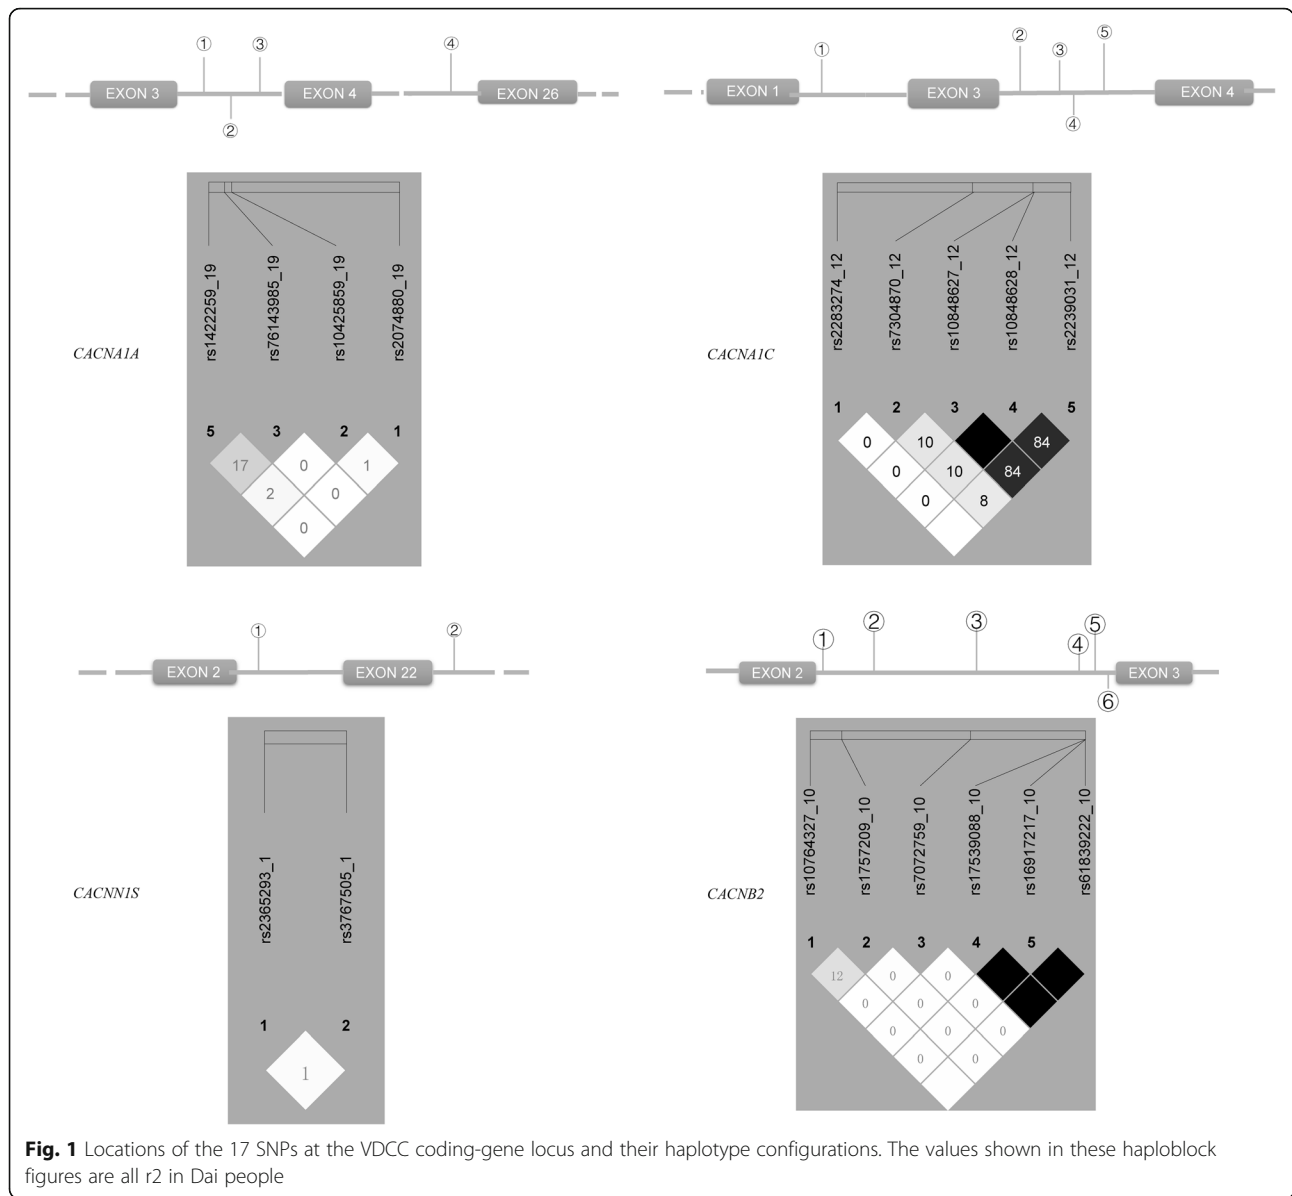 ① ③ ④
EXON 3 EXON 4 EXON 26
②
rs1422259_19
rs76143985_19
rs10425859_19
rs2074880_19
CACNA1A
5 3 2 1
17 0 1
2 0
0
① ② ③ ⑤
EXON 1 EXON 3 EXON 4
④
rs2283274_12
rs7304870_12
rs10848627_12
rs10848628_12
rs2239031_12
CACNA1C
1 2 3 4 5
0 10 84
0 10 84
0 8
① ②
EXON 2 EXON 22
rs2365293_1
rs3767505_1
CACNN1S
1 2
1
① ② ③ ④ ⑤
EXON 2 EXON 3
⑥
rs10764327_10
rs1757209_10
rs7072759_10
rs17539088_10
rs16917217_10
rs61839222_10
CACNB2
1 2 3 4 5
12 0 0
0 0 0
0 0 0
0 0
Fig. 1 Locations of the 17 SNPs at the VDCC coding-gene locus and their haplotype configurations. The values shown in these haploblock
figures are all r2 in Dai people